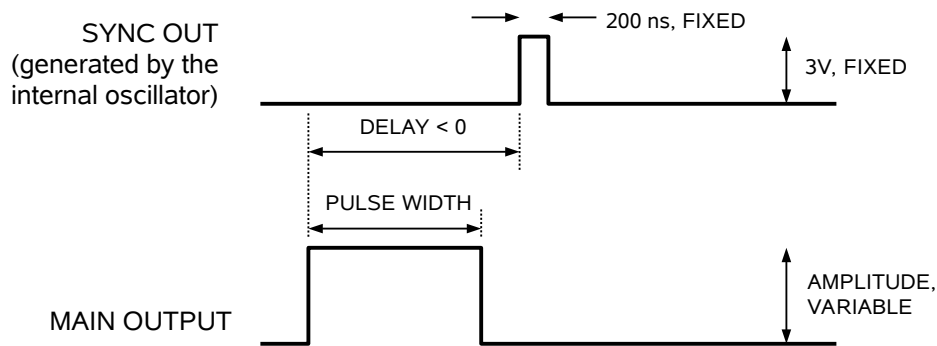 SYNC OUT
(generated by the
internal oscillator)
200 ns, FIXED
3V, FIXED
DELAY < 0
PULSE WIDTH
MAIN OUTPUT
AMPLITUDE,
VARIABLE